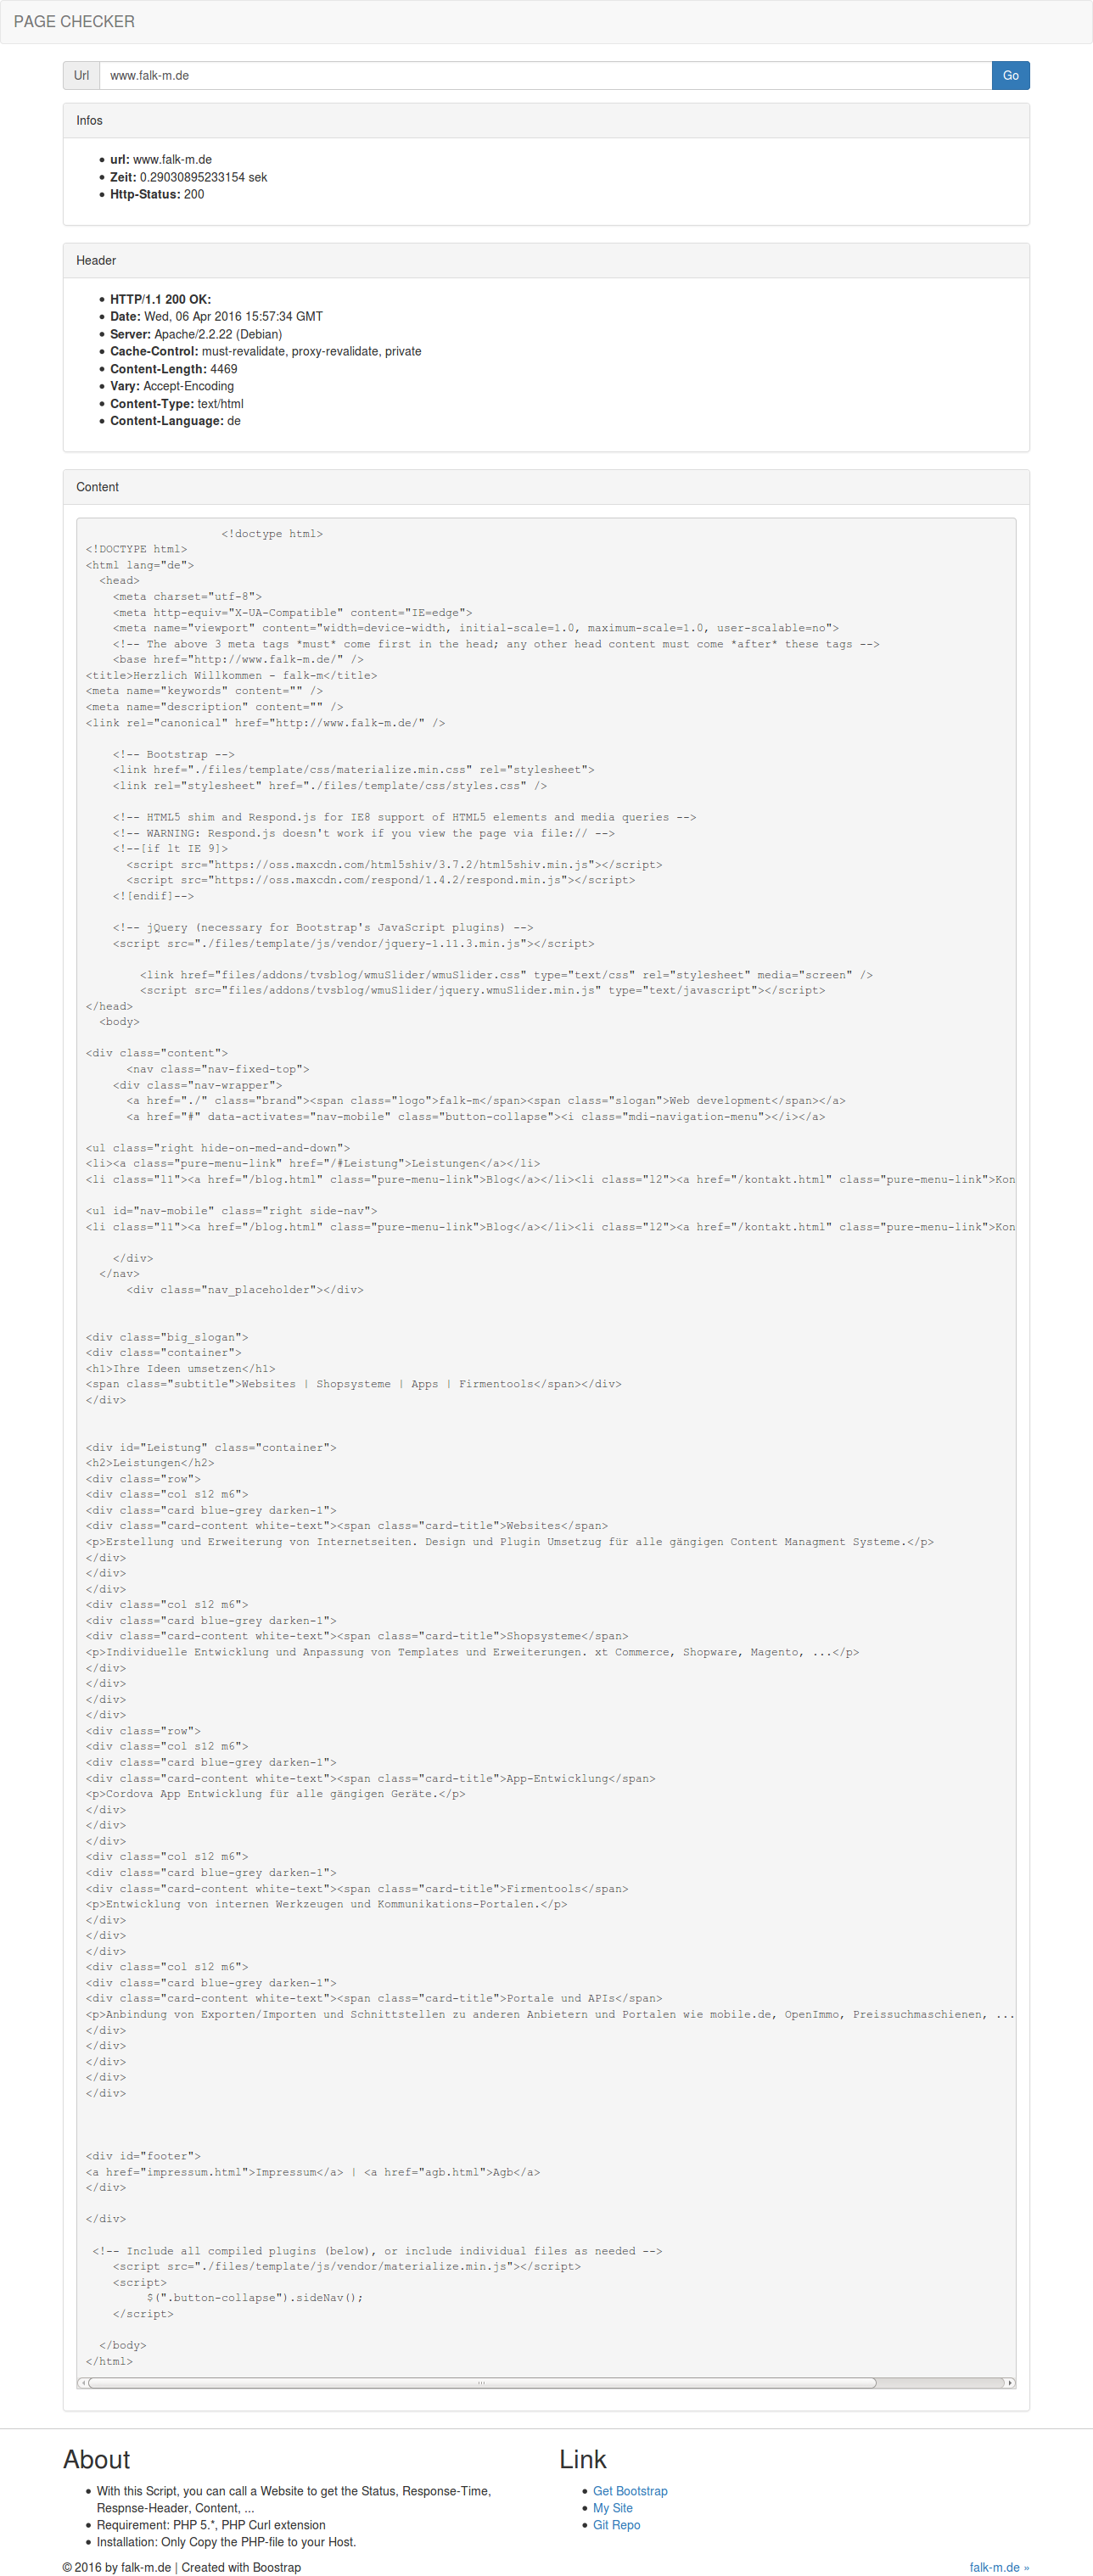 PAGE CHECKER
Url www.falk-m.de Go
Infos
url: www.falk-m.de
Zeit: 0.29030895233154 sek
Http-Status: 200
Header
HTTP/1.1 200 OK:
Date: Wed, 06 Apr 2016 15:57:34 GMT
Server: Apache/2.2.22 (Debian)
Cache-Control: must-revalidate, proxy-revalidate, private
Content-Length: 4469
Vary: Accept-Encoding
Content-Type: text/html
Content-Language: de
Content
<!doctype html>
<!DOCTYPE html>
<html lang="de">
<head>
<meta charset="utf-8">
<meta http-equiv="X-UA-Compatible" content="IE=edge">
<meta name="viewport" content="width=device-width, initial-scale=1.0, maximum-scale=1.0, user-scalable=no">
<!-- The above 3 meta tags *must* come first in the head; any other head content must come *after* these tags -->
<base href="http://www.falk-m.de/" />
<title>Herzlich Willkommen - falk-m</title>
<meta name="keywords" content="" />
<meta name="description" content="" />
<link rel="canonical" href="http://www.falk-m.de/" />
<!-- Bootstrap -->
<link href="./files/template/css/materialize.min.css" rel="stylesheet">
<link rel="stylesheet" href="./files/template/css/styles.css" />
<!-- HTML5 shim and Respond.js for IE8 support of HTML5 elements and media queries -->
<!-- WARNING: Respond.js doesn't work if you view the page via file:// -->
<!--[if lt IE 9]>
<script src="https://oss.maxcdn.com/html5shiv/3.7.2/html5shiv.min.js"></script>
<script src="https://oss.maxcdn.com/respond/1.4.2/respond.min.js"></script>
<![endif]-->
<!-- jQuery (necessary for Bootstrap's JavaScript plugins) -->
<script src="./files/template/js/vendor/jquery-1.11.3.min.js"></script>
<link href="files/addons/tvsblog/wmuSlider/wmuSlider.css" type="text/css" rel="stylesheet" media="screen" />
<script src="files/addons/tvsblog/wmuSlider/jquery.wmuSlider.min.js" type="text/javascript"></script>
</head>
<body>
<div class="content">
<nav class="nav-fixed-top">
<div class="nav-wrapper">
<a href="./" class="brand"><span class="logo">falk-m</span><span class="slogan">Web development</span></a>
<a href="#" data-activates="nav-mobile" class="button-collapse"><i class="mdi-navigation-menu"></i></a>
<ul class="right hide-on-med-and-down">
<li><a class="pure-menu-link" href="/#Leistung">Leistungen</a></li>
<li class="l1"><a href="/blog.html" class="pure-menu-link">Blog</a></li><li class="l2"><a href="/kontakt.html" class="pure-menu-link">Kon
<ul id="nav-mobile" class="right side-nav">
<li class="l1"><a href="/blog.html" class="pure-menu-link">Blog</a></li><li class="l2"><a href="/kontakt.html" class="pure-menu-link">Kon
</div>
</nav>
<div class="nav_placeholder"></div>
<div class="big_slogan">
<div class="container">
<h1>Ihre Ideen umsetzen</h1>
<span class="subtitle">Websites | Shopsysteme | Apps | Firmentools</span></div>
</div>
<div id="Leistung" class="container">
<h2>Leistungen</h2>
<div class="row">
<div class="col s12 m6">
<div class="card blue-grey darken-1">
<div class="card-content white-text"><span class="card-title">Websites</span>
<p>Erstellung und Erweiterung von Internetseiten. Design und Plugin Umsetzug für alle gängigen Content Managment Systeme.</p>
</div>
</div>
</div>
<div class="col s12 m6">
<div class="card blue-grey darken-1">
<div class="card-content white-text"><span class="card-title">Shopsysteme</span>
<p>Individuelle Entwicklung und Anpassung von Templates und Erweiterungen. xt Commerce, Shopware, Magento, ...</p>
</div>
</div>
</div>
</div>
<div class="row">
<div class="col s12 m6">
<div class="card blue-grey darken-1">
<div class="card-content white-text"><span class="card-title">App-Entwicklung</span>
<p>Cordova App Entwicklung für alle gängigen Geräte.</p>
</div>
</div>
</div>
<div class="col s12 m6">
<div class="card blue-grey darken-1">
<div class="card-content white-text"><span class="card-title">Firmentools</span>
<p>Entwicklung von internen Werkzeugen und Kommunikations-Portalen.</p>
</div>
</div>
</div>
<div class="col s12 m6">
<div class="card blue-grey darken-1">
<div class="card-content white-text"><span class="card-title">Portale und APIs</span>
<p>Anbindung von Exporten/Importen und Schnittstellen zu anderen Anbietern und Portalen wie mobile.de, OpenImmo, Preissuchmaschienen, ...
</div>
</div>
</div>
</div>
</div>
<div id="footer">
<a href="impressum.html">Impressum</a> | <a href="agb.html">Agb</a>
</div>
</div>
<!-- Include all compiled plugins (below), or include individual files as needed -->
<script src="./files/template/js/vendor/materialize.min.js"></script>
<script>
$(".button-collapse").sideNav();
</script>
</body>
</html>
About
With this Script, you can call a Website to get the Status, Response-Time,
Respnse-Header, Content, ...
Requirement: PHP 5.*, PHP Curl extension
Installation: Only Copy the PHP-file to your Host.
Link
Get Bootstrap
My Site
Git Repo
© 2016 by falk-m.de | Created with Boostrap
falk-m.de »